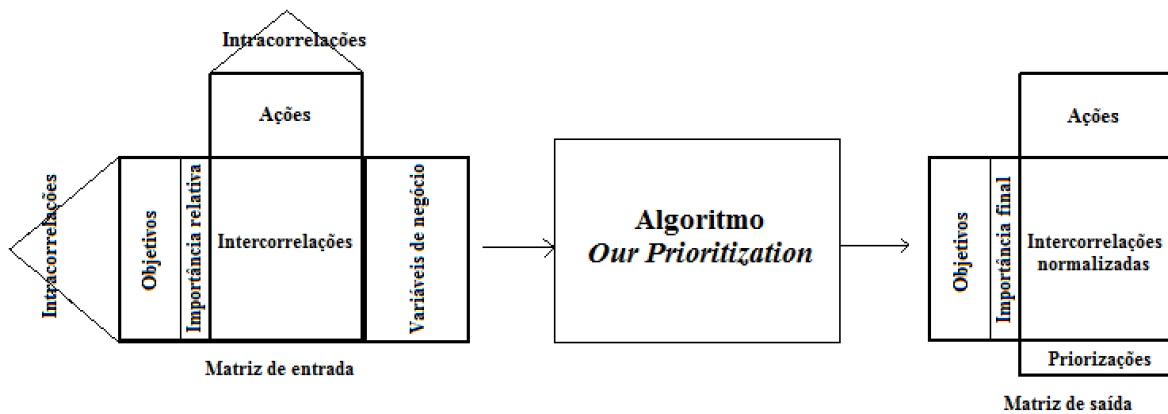 Intracorrelações
Ações
Intracorrelações
Objetivos
Importância relativa
Intercorrelações
Variáveis de negócio
Matriz de entrada
Algoritmo
Our Prioritization
Ações
Objetivos
Importância final
Intercorrelações
normalizadas
Priorizações
Matriz de saída